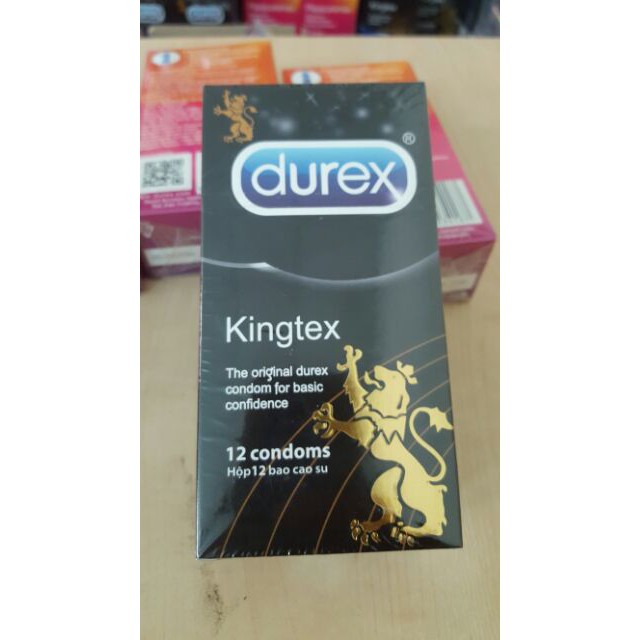 durex®
Kingtex
The original durex
condom for basic
confidence
12 condoms
Hộp 12 bao cao su